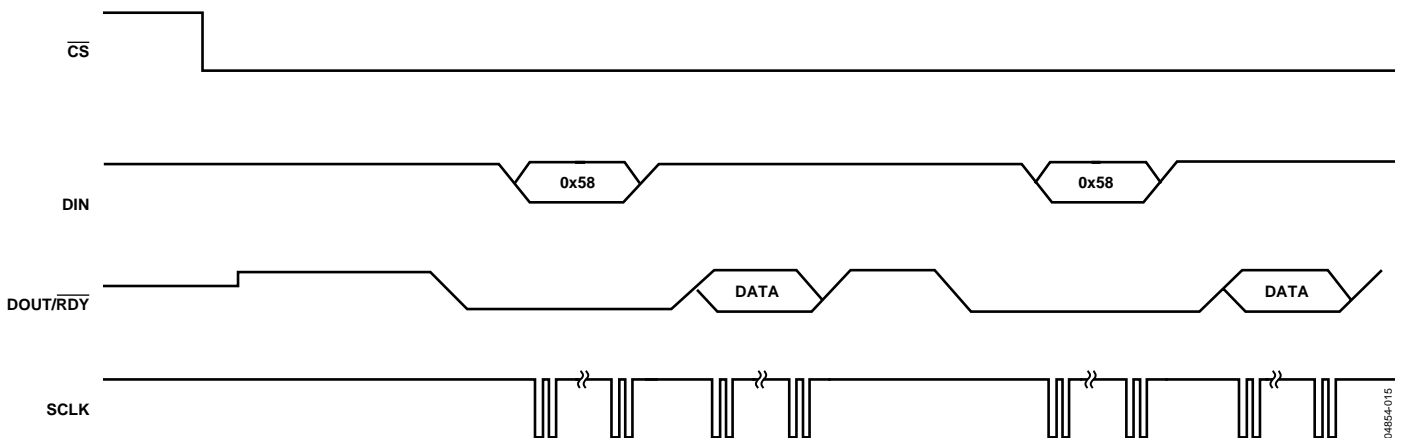 CS
DIN
0x58
0x58
DOUT/RDY
DATA
DATA
SCLK
04854-015